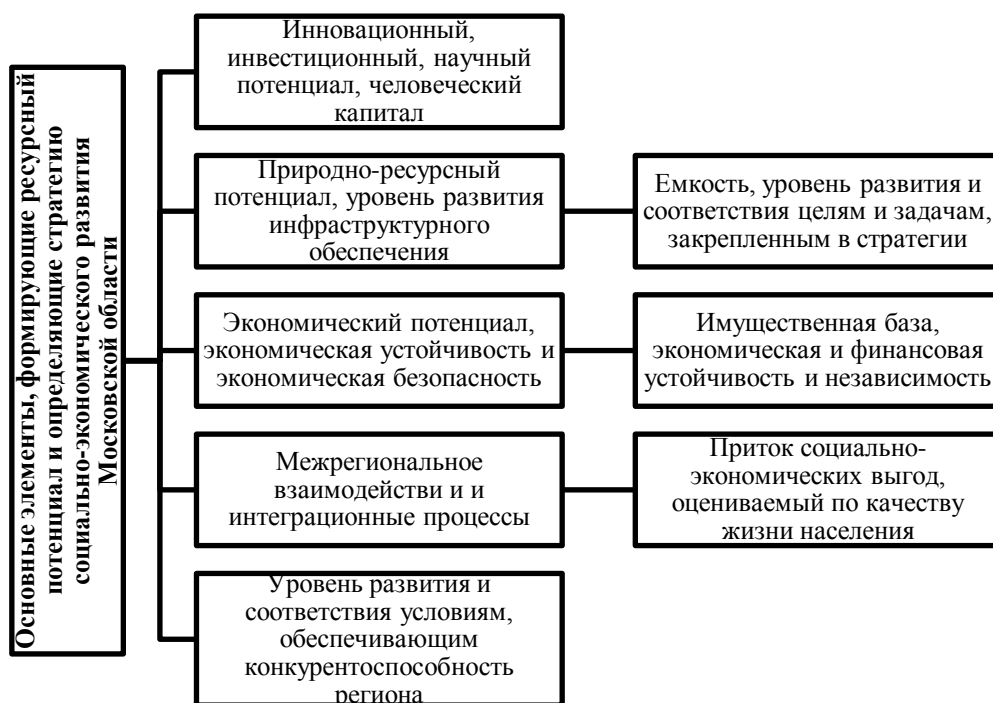 Основные элементы, формирующие ресурсный
потенциал и определяющие стратегию
социально-экономического развития
Московской области
Инновационный,
инвестиционный, научный
потенциал, человеческий
капитал
Природно-ресурсный
потенциал, уровень развития
инфраструктурного
обеспечения
Емкость, уровень развития и
соответствия целям и задачам,
закрепленным в стратегии
Экономический потенциал,
экономическая устойчивость и
экономическая безопасность
Имущественная база,
экономическая и финансовая
устойчивость и независимость
Межрегиональное
взаимодействи и и
интеграционные процессы
Приток социально-
экономических выгод,
оцениваемый по качеству
жизни населения
Уровень развития и
соответствия условиям,
обеспечивающим
конкурентоспособность
региона